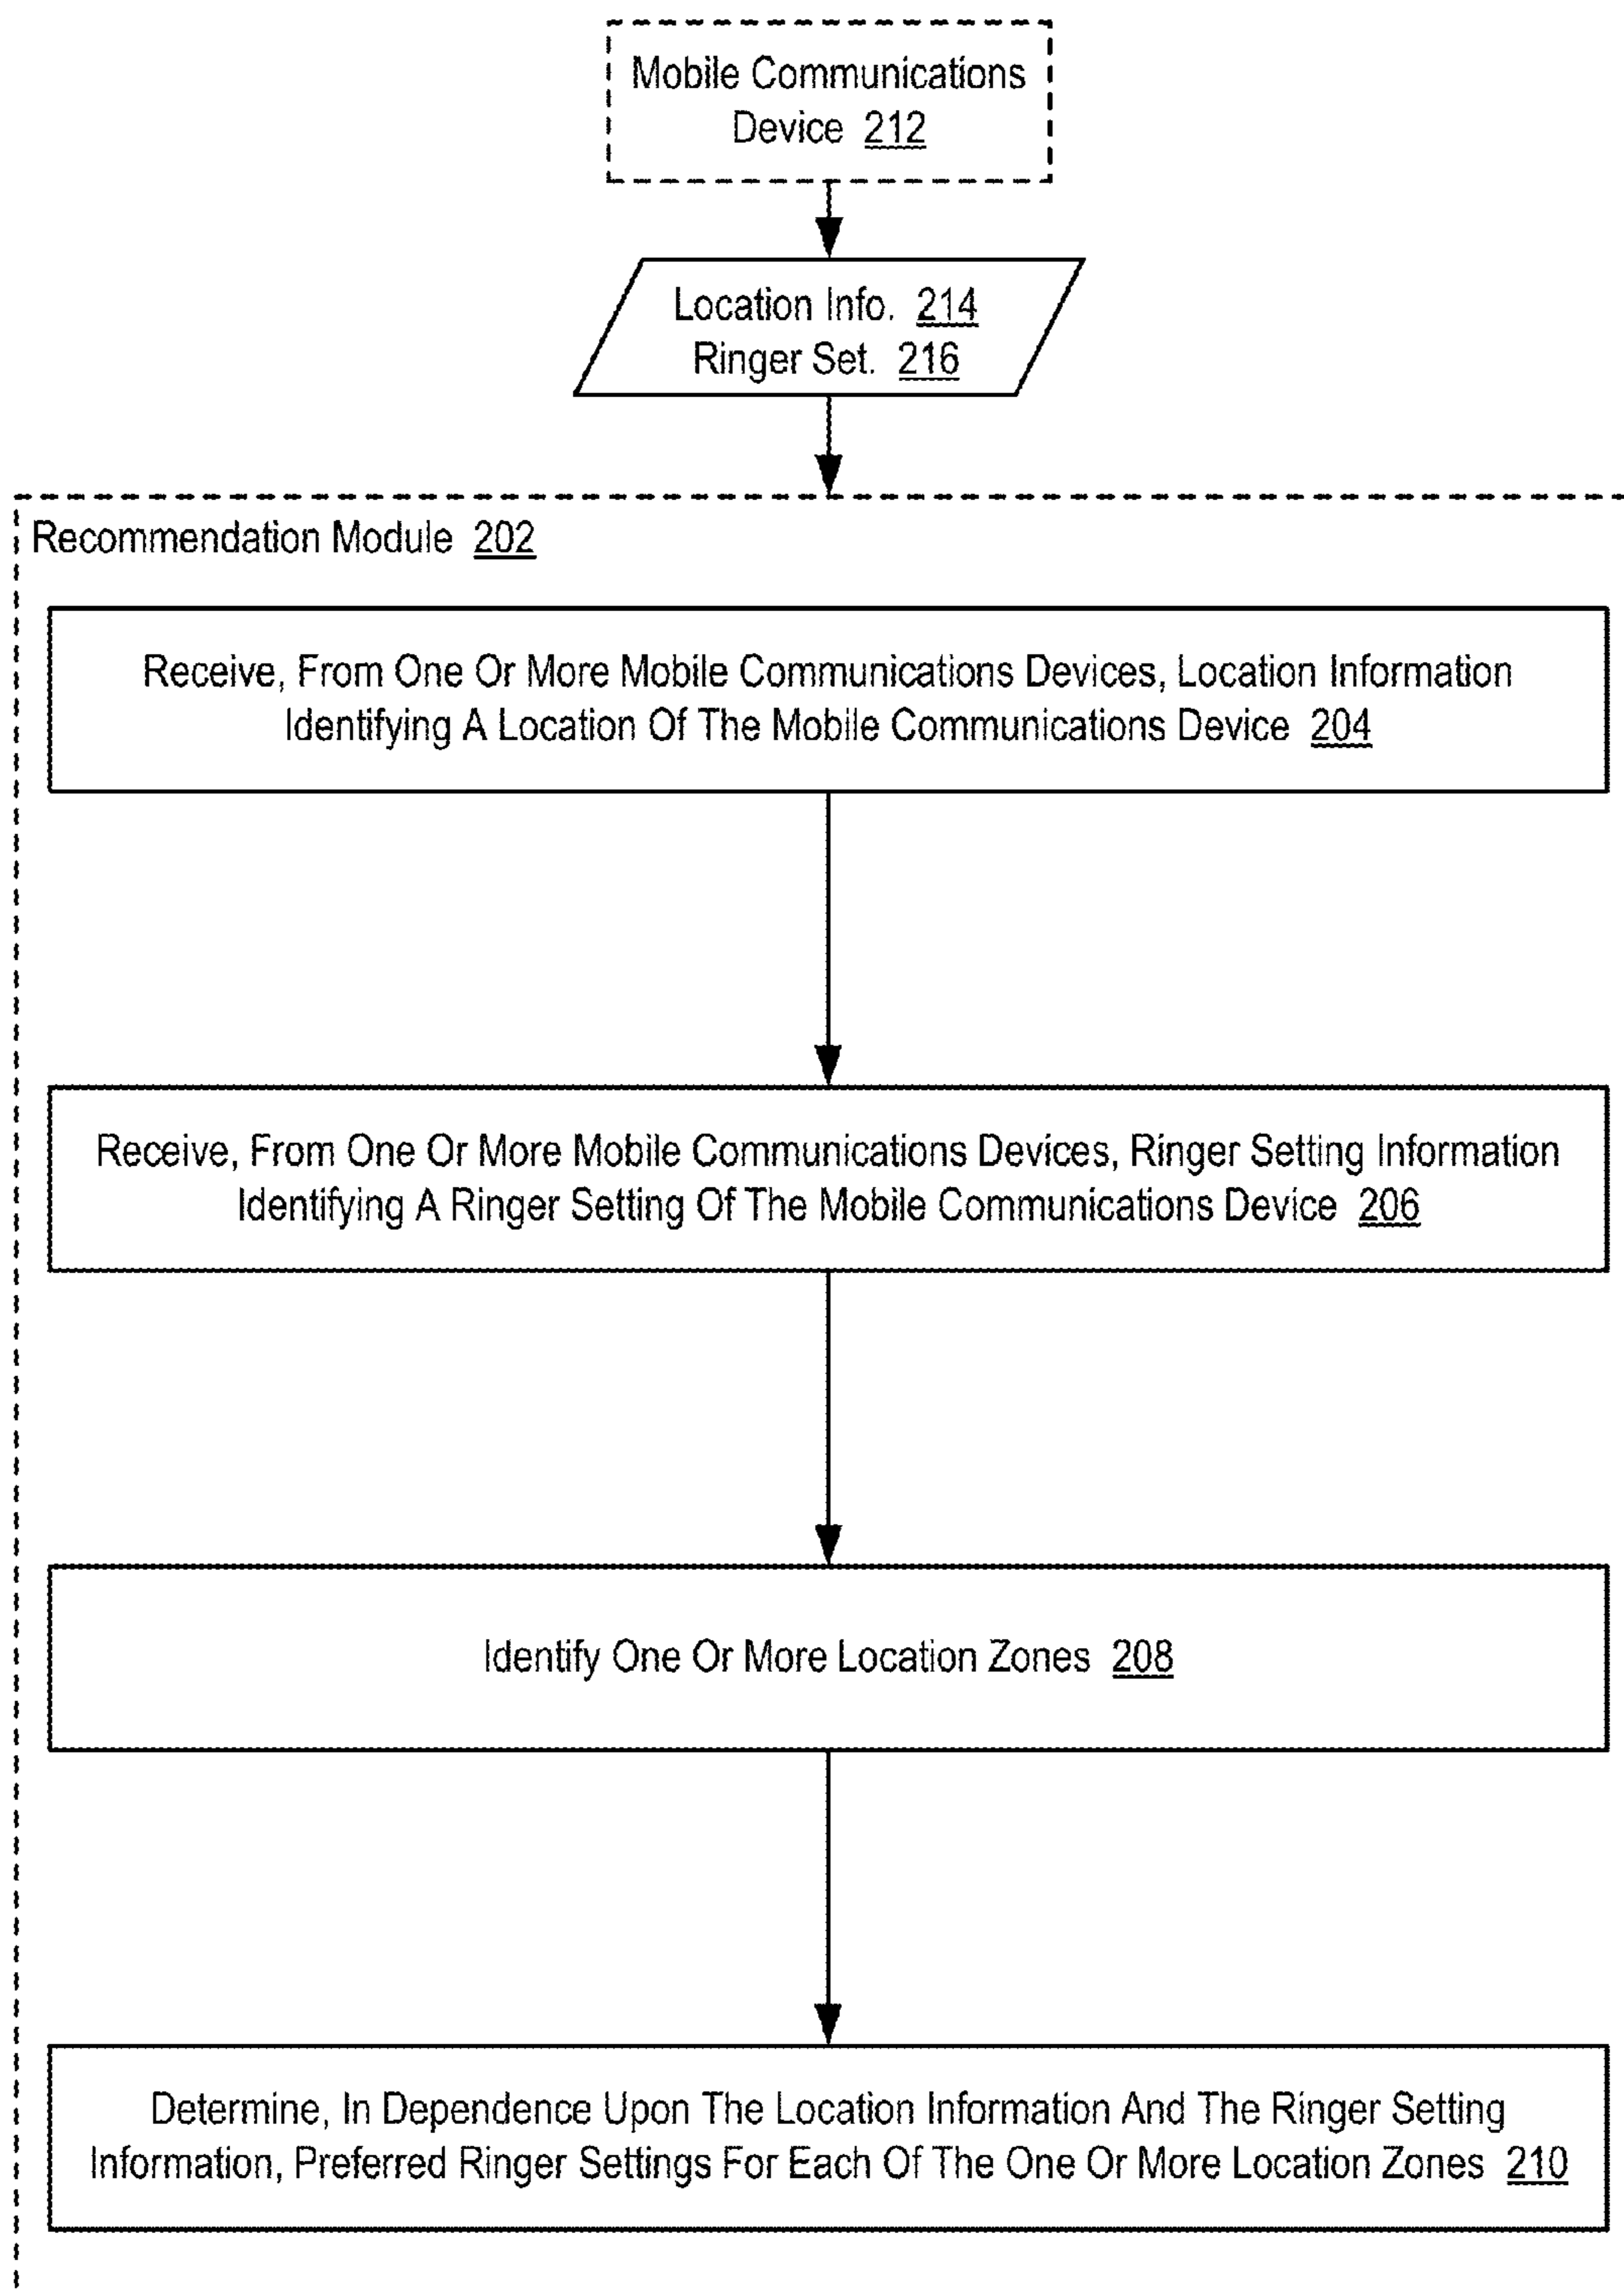 Mobile Communications
Device 212
Location Info. 214
Ringer Set. 216
Recommendation Module 202
Receive, From One Or More Mobile Communications Devices, Location Information
Identifying A Location Of The Mobile Communications Device 204
Receive, From One Or More Mobile Communications Devices, Ringer Setting Information
Identifying A Ringer Setting Of The Mobile Communications Device 206
Identify One Or More Location Zones 208
Determine, In Dependence Upon The Location Information And The Ringer Setting
Information, Preferred Ringer Settings For Each Of The One Or More Location Zones 210